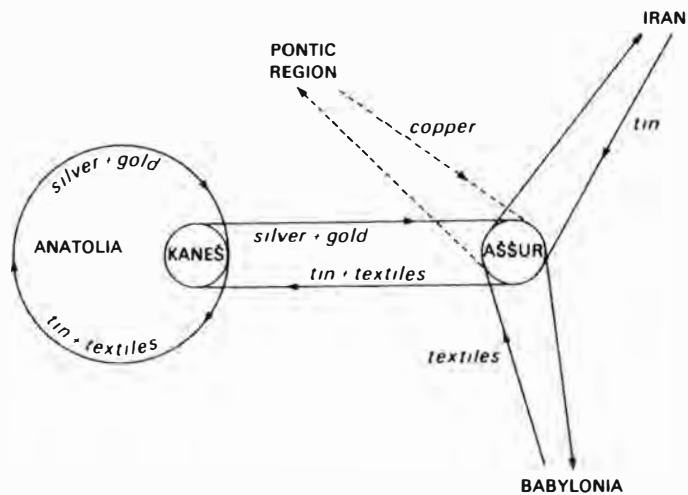 IRAN
PONTIC
REGION
copper
tin
silver + gold
ANATOLIA
KANEŠ
silver + gold
AŠŠUR
tin + textiles
tin + textiles
textiles
BABYLONIA